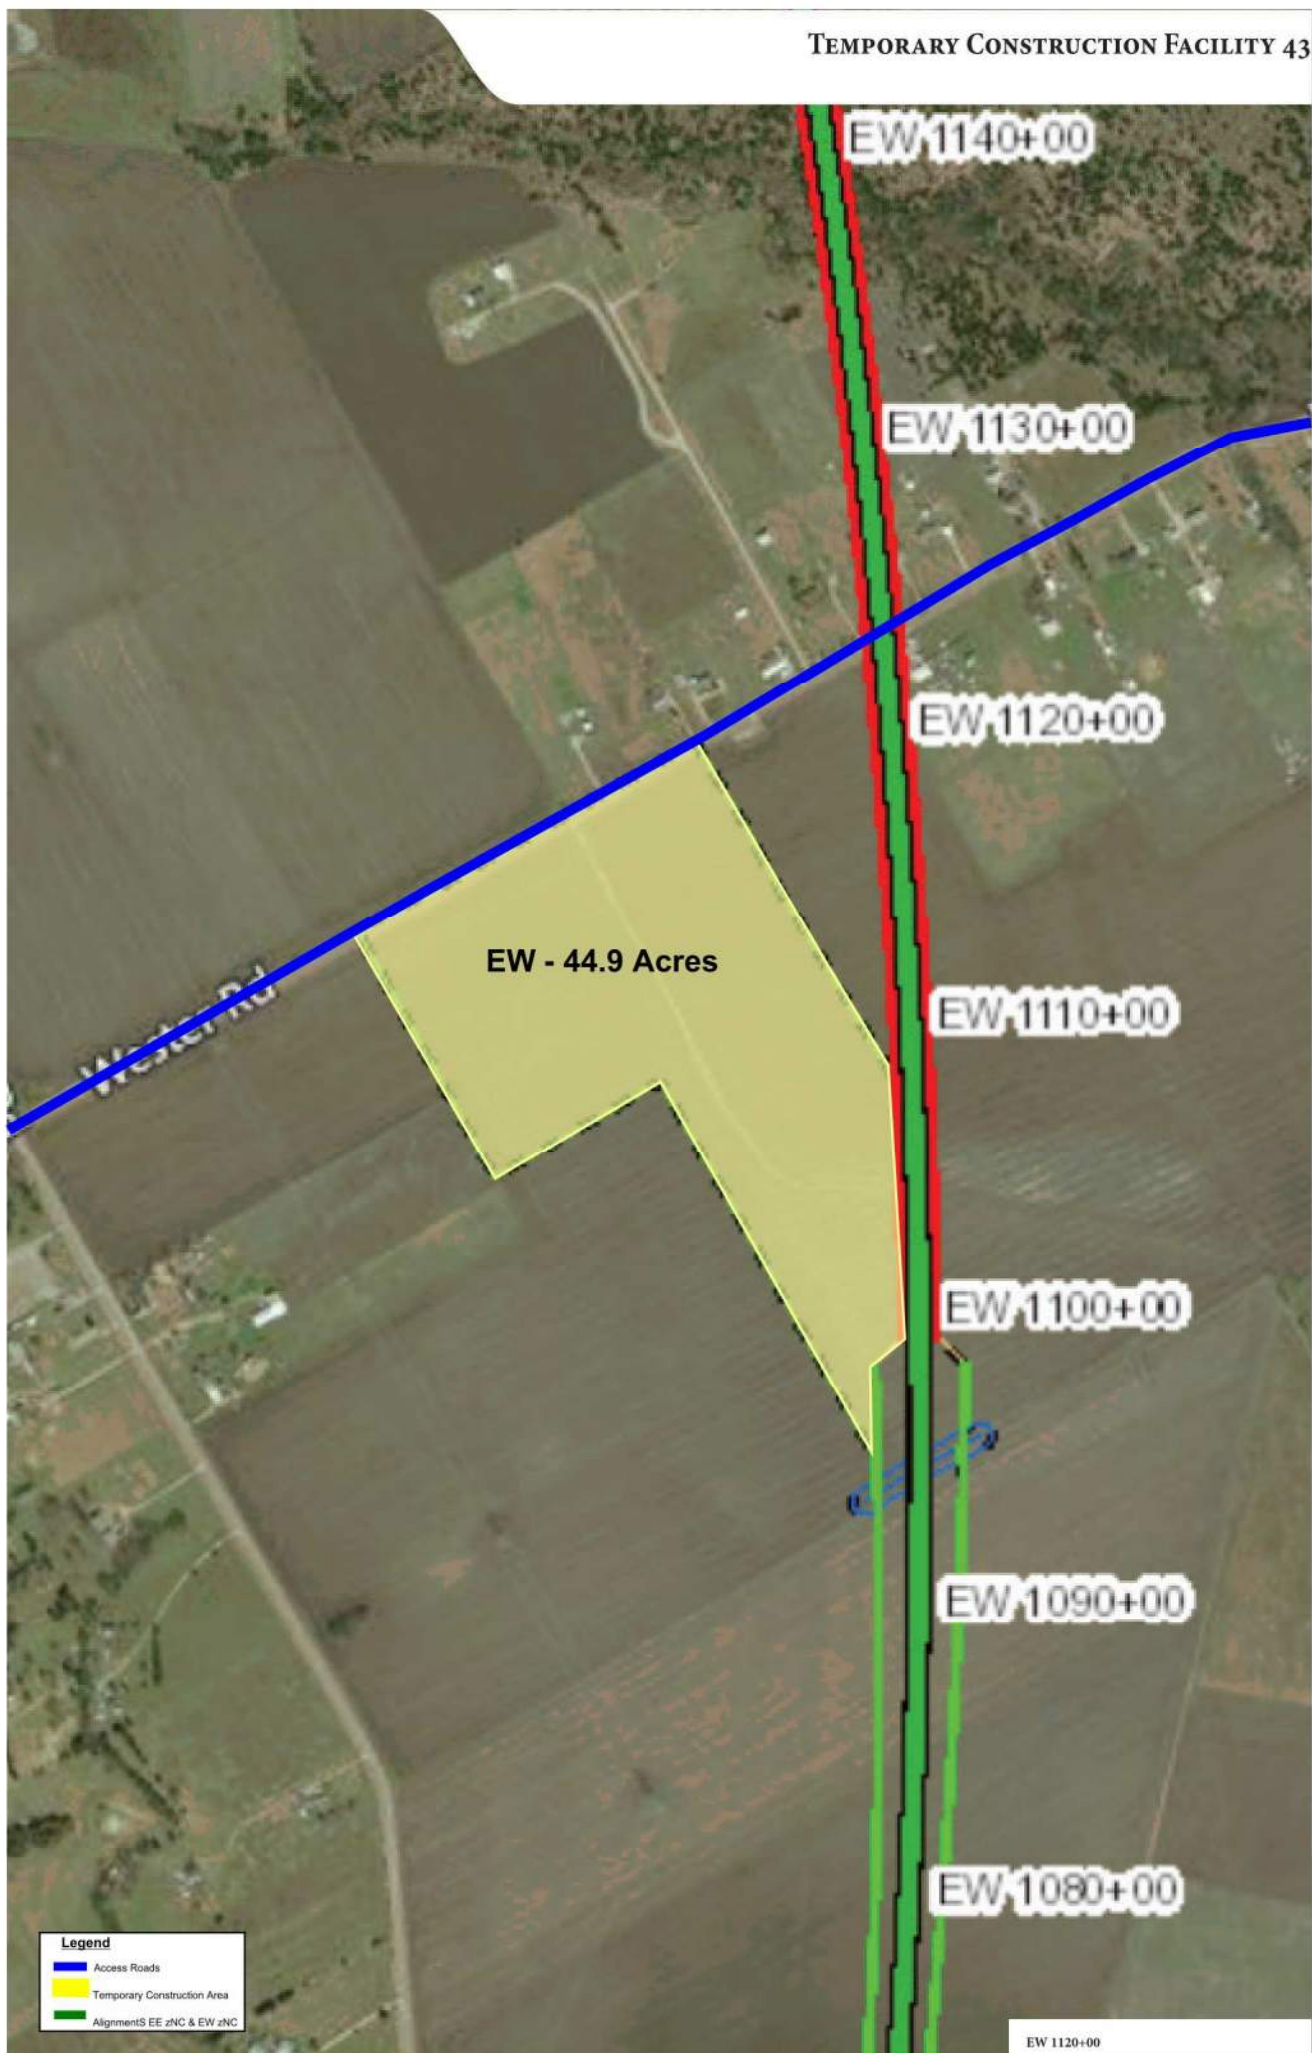 TEMPORARY CONSTRUCTION FACILITY 43
EW 1140+00
EW 1130+00
EW 1120+00
EW - 44.9 Acres
Wester Rd
EW 1110+00
EW 1100+00
EW 1090+00
EW 1080+00
Legend
Access Roads
Temporary Construction Area
AlignmentS EE zNC & EW zNC
EW 1120+00